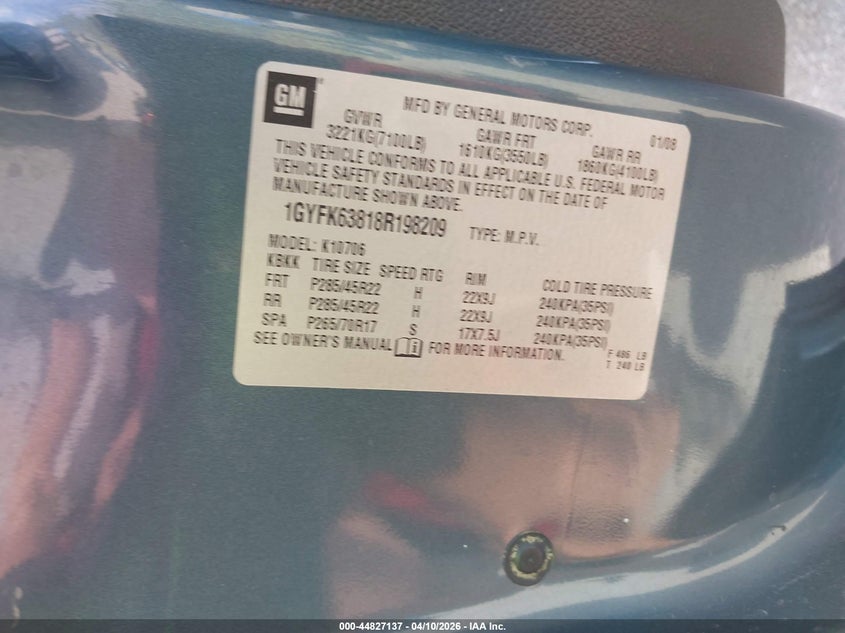 GM
MFD BY GENERAL MOTORS CORP. 01/08
GVWR GAWR FRT GAWR RR
3221KG(7100LB) 1610KG(3550LB) 1860KG(4100LB)
THIS VEHICLE CONFORMS TO ALL APPLICABLE U.S. FEDERAL MOTOR
VEHICLE SAFETY STANDARDS IN EFFECT ON THE DATE OF
MANUFACTURE SHOWN ABOVE.
1GYFK63818R198209 TYPE: M.P.V.
MODEL: K10706
KBKK TIRE SIZE SPEED RTG RIM COLD TIRE PRESSURE
FRT P285/45R22 H 22X9J 240KPA(35PSI)
RR P285/45R22 H 22X9J 240KPA(35PSI)
SPA P265/70R17 S 17X7.5J 240KPA(35PSI)
SEE OWNER'S MANUAL FOR MORE INFORMATION.
F 486 LB
T 240 LB
000-44827137 - 04/10/2026 - IAA Inc.